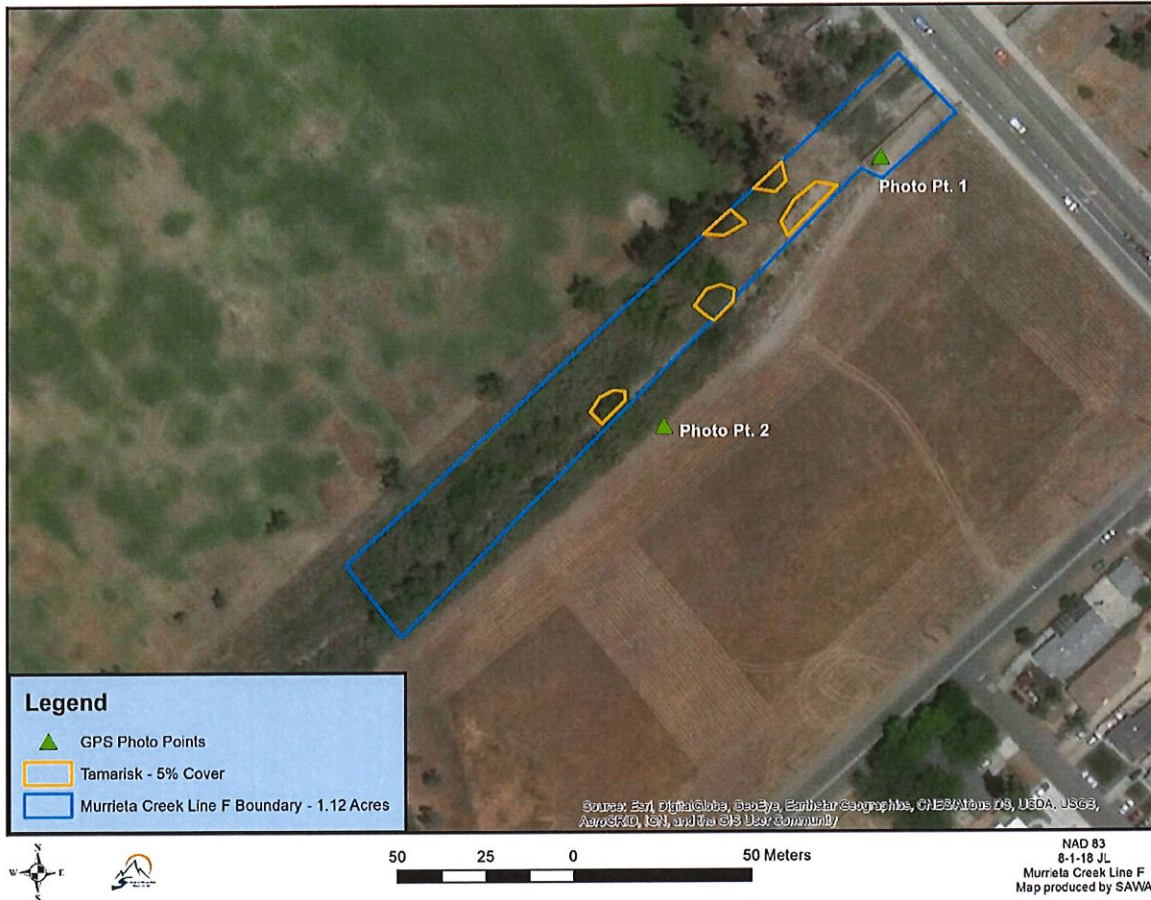 Photo Pt. 1
Photo Pt. 2
Legend
GPS Photo Points
Tamarisk - 5% Cover
Murrieta Creek Line F Boundary - 1.12 Acres
Source: Esri, DigitalGlobe, GeoEye, Earthstar Geographics, CNES/Airbus DS, USDA, USGS,
AeroGRID, IGN, and the GIS User Community
N
W E
S
50 25 0 50 Meters
NAD 83
8-1-18 JL
Murrieta Creek Line F
Map produced by SAWA